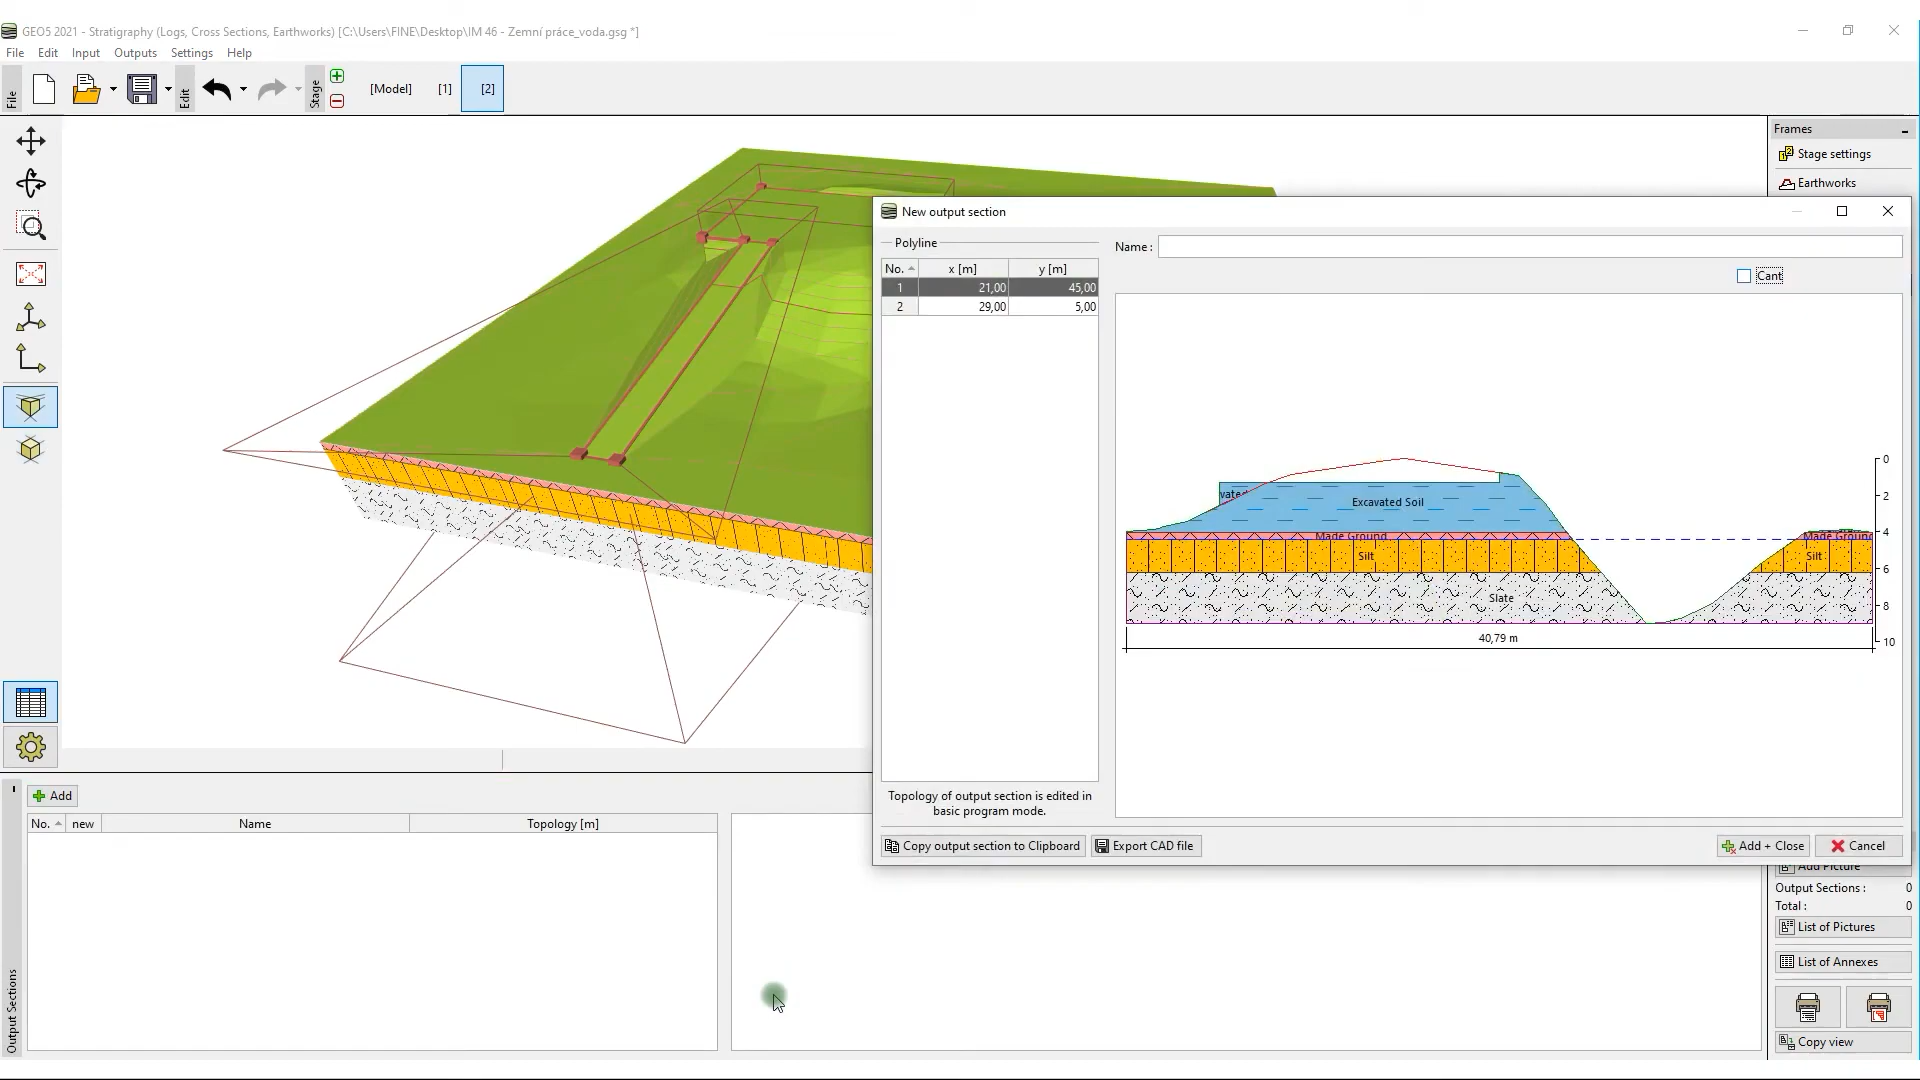 GEO5 2021 - Stratigraphy (Logs, Cross Sections, Earthworks) [C:\Users\FINE\Desktop\IM 46 - Zemní práce_voda.gsg *]
File Edit Input Outputs Settings Help
File
Edit
Stage
[Model] [1] [2]
Frames
Stage settings
Earthworks
New output section
Polyline
No. x [m] y [m]
1 21,00 45,00
2 29,00 5,00
Name :
Cant
0
2
4
6
8
10
Excavated Soil
Made Ground
Made Ground
Silt
Silt
Slate
40,79 m
Topology of output section is edited in
basic program mode.
Copy output section to Clipboard
Export CAD file
Add + Close
Cancel
Add
No. new Name Topology [m]
Output Sections
Add Picture
Output Sections : 0
Total : 0
List of Pictures
List of Annexes
Copy view